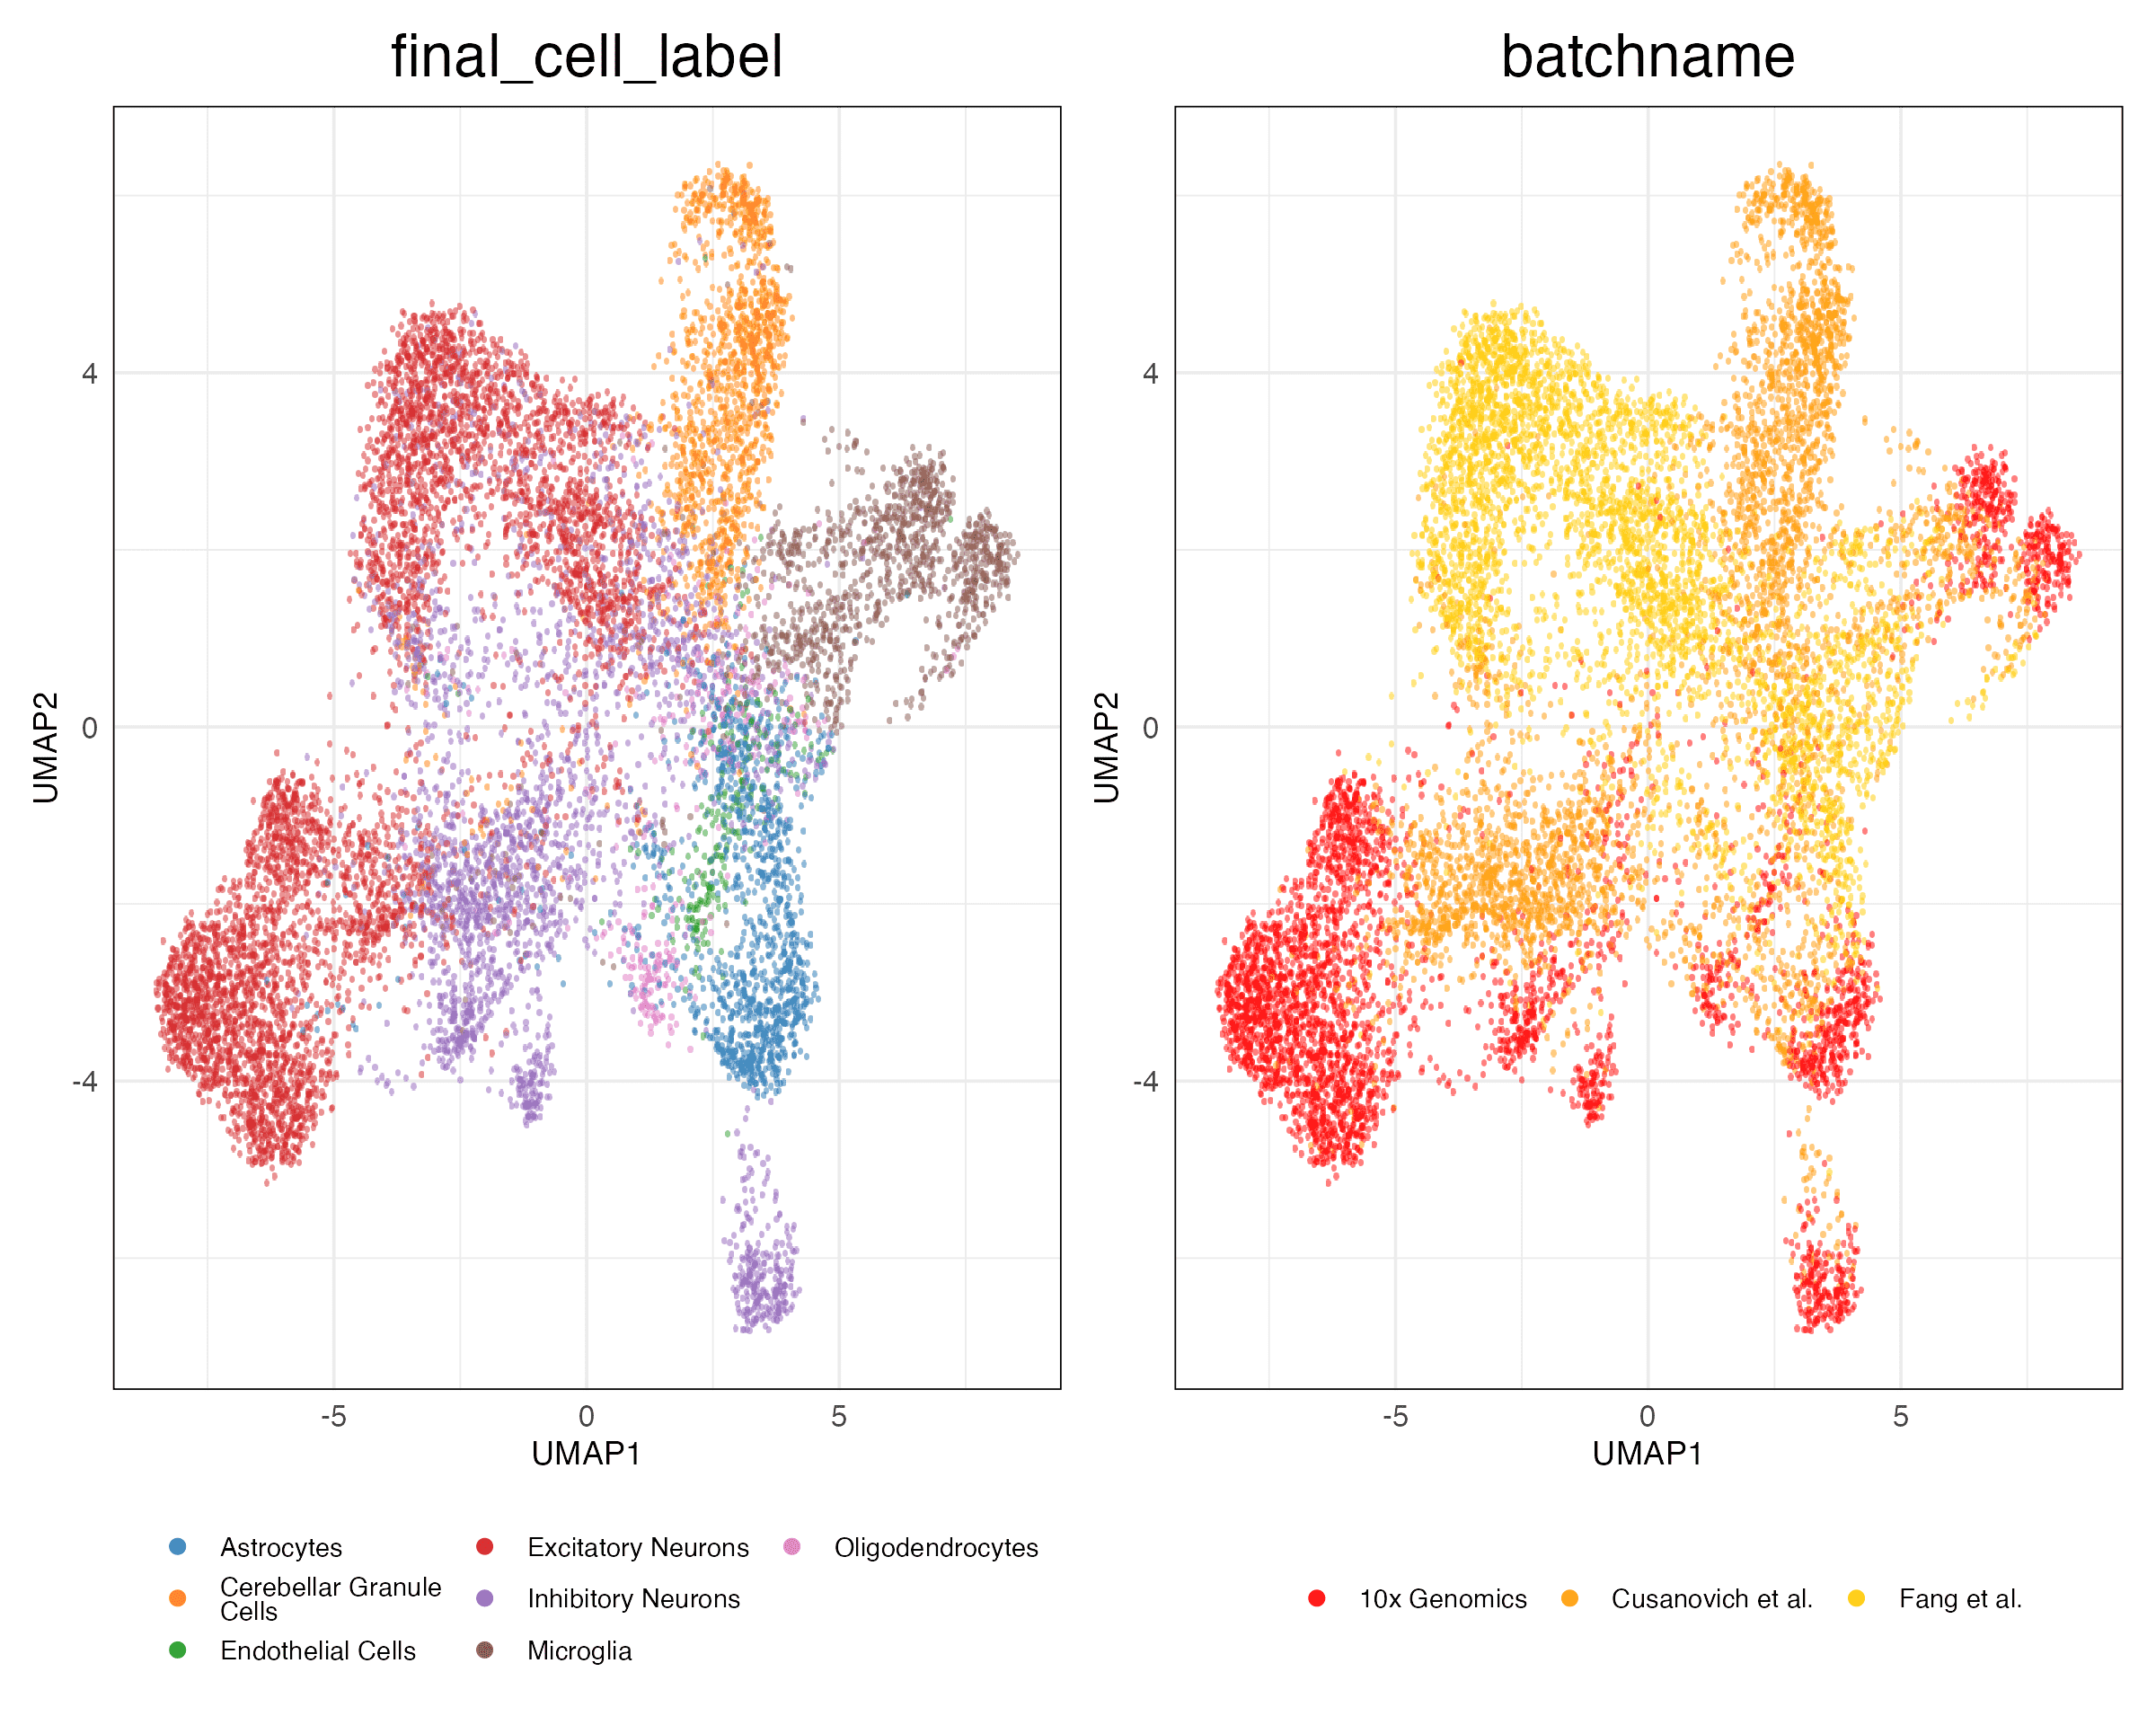 final_cell_label
batchname
4
0
-4
UMAP2
-5
0
5
UMAP1
4
0
-4
UMAP2
-5
0
5
UMAP1
Astrocytes
Excitatory Neurons
Oligodendrocytes
Cerebellar Granule
Cells
Inhibitory Neurons
Endothelial Cells
Microglia
10x Genomics
Cusanovich et al.
Fang et al.